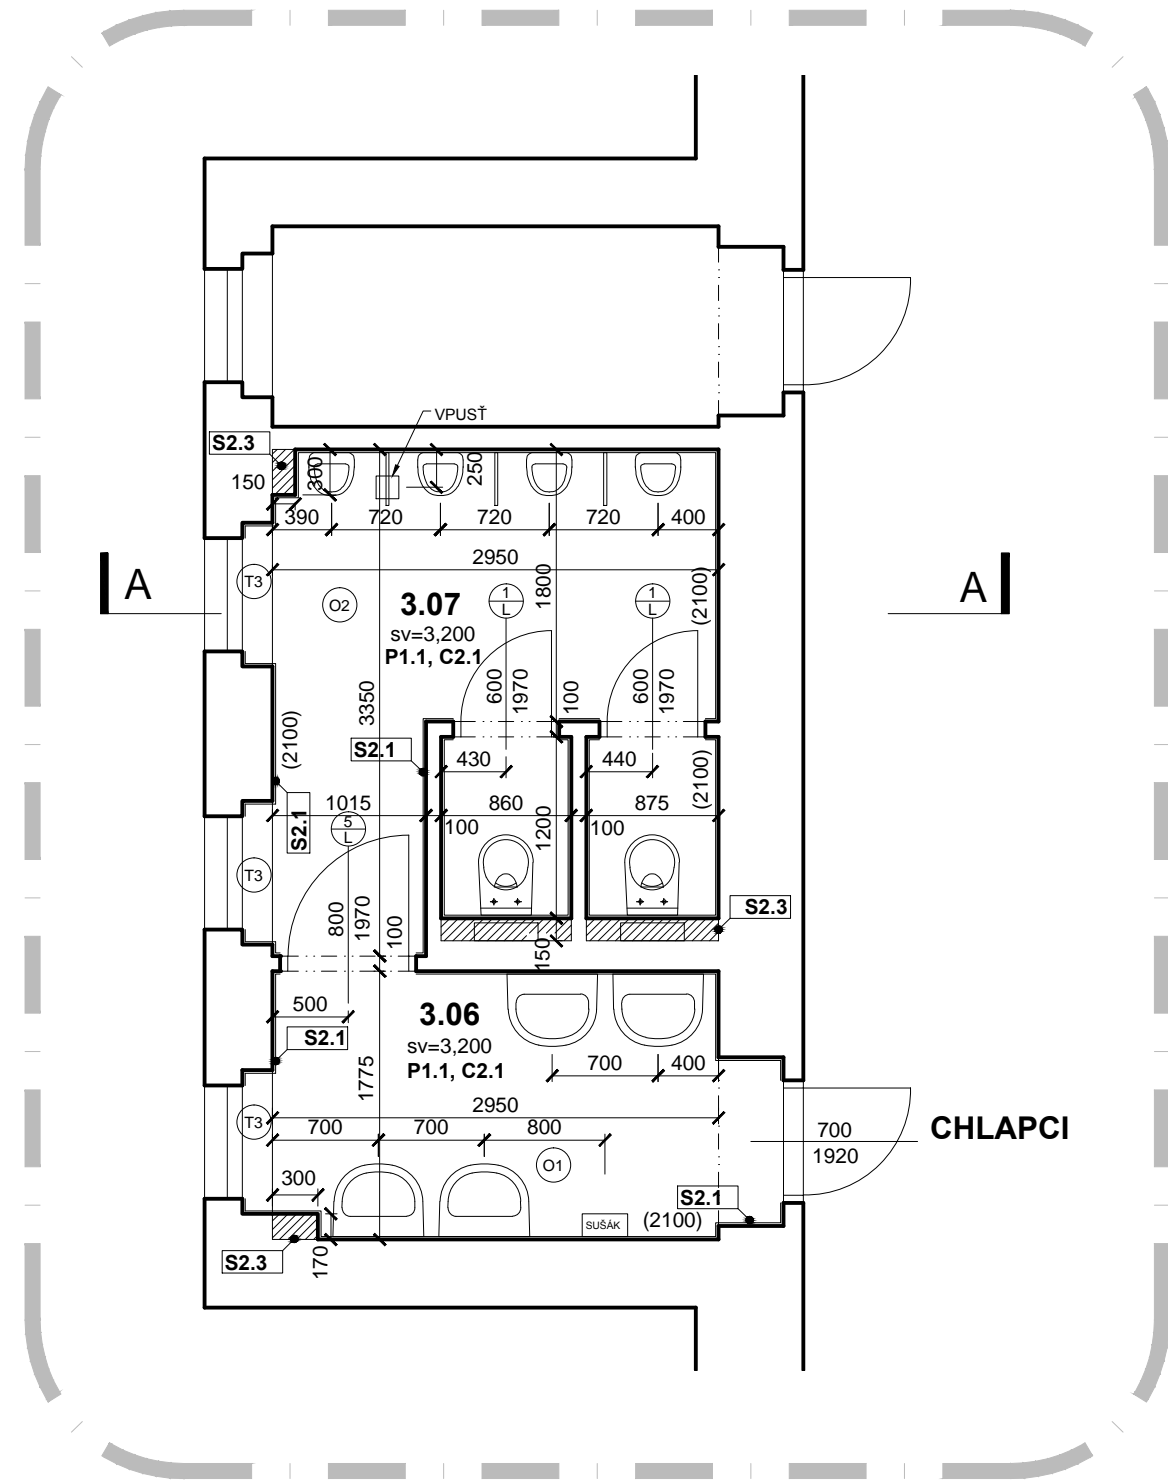 VPUSŤ
S2.3
150
300
250
390
720
720
720
400
2950
A
A
T3
O2
3.07
sv=3,200
P1.1, C2.1
1
L
1
L
1800
(2100)
600
1970
100
600
1970
3350
(2100)
S2.1
430
440
(2100)
1015
860
875
S2.1
5
L
100
1200
100
T3
800
1970
100
S2.3
150
500
S2.1
3.06
sv=3,200
P1.1, C2.1
1775
700
400
2950
T3
700
700
800
700
1920
CHLAPCI
O1
300
S2.1
SUŠÁK
(2100)
170
S2.3